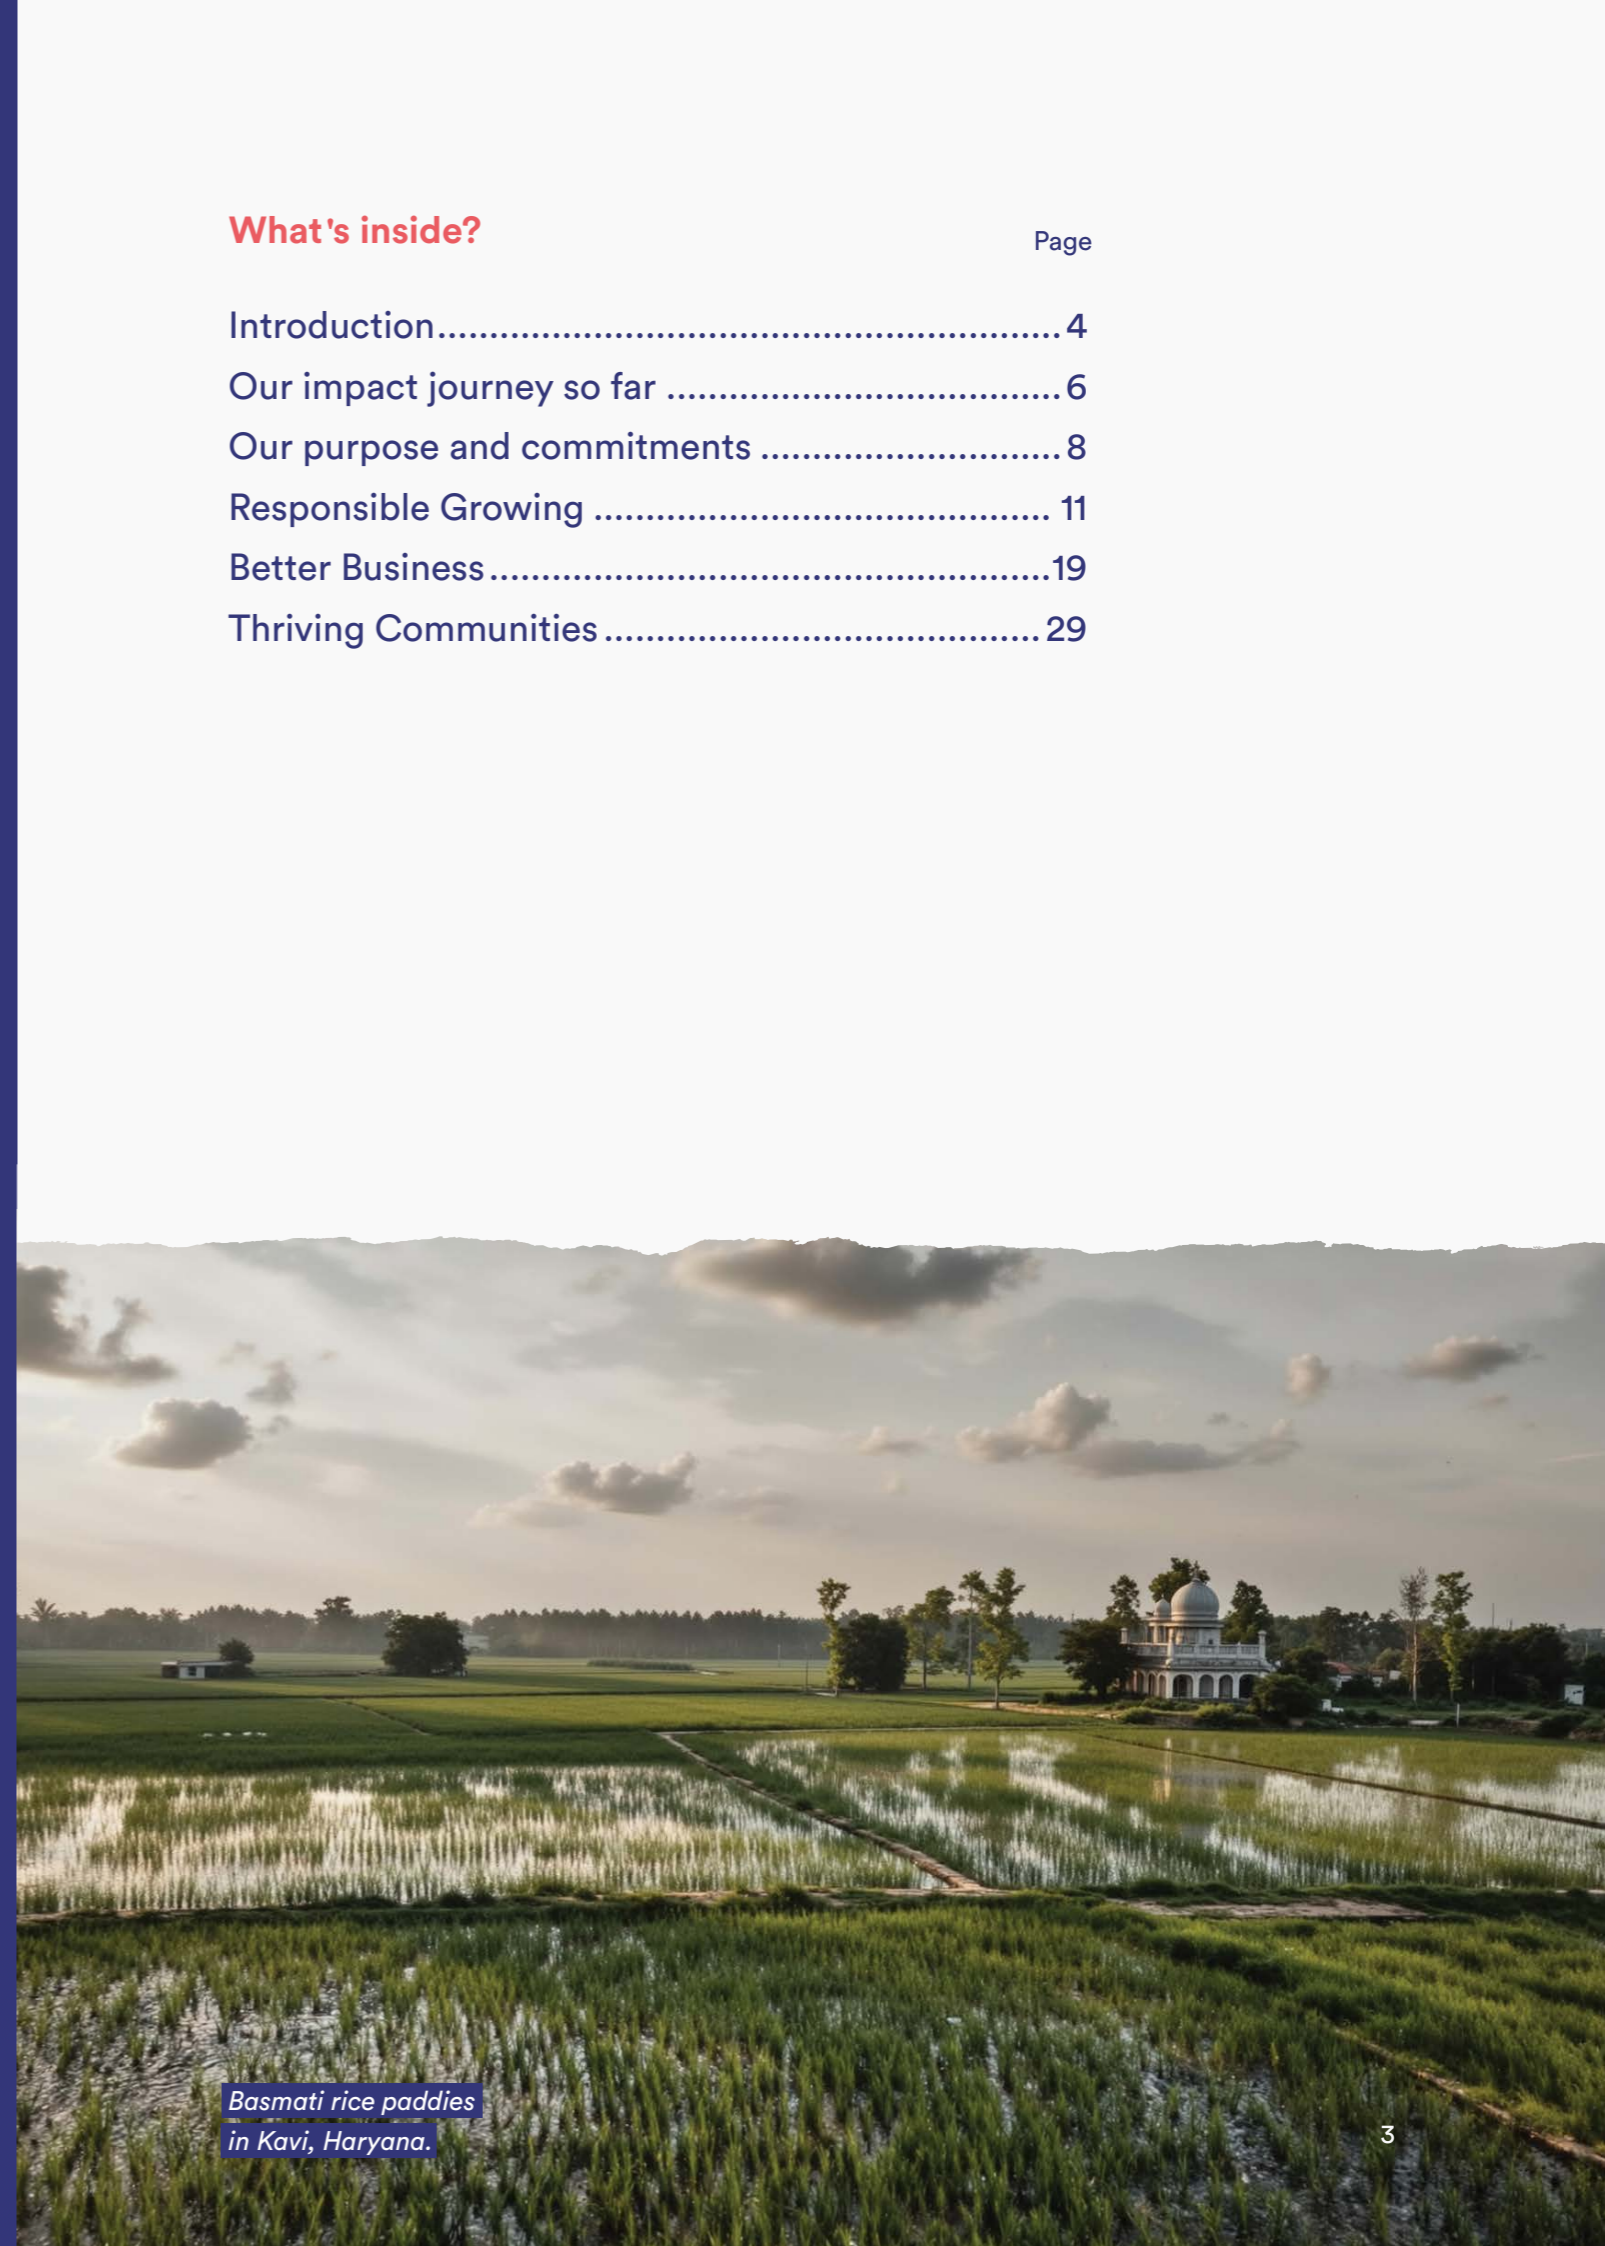 What's inside?
Page
Introduction............................................................4
Our impact journey so far ......................................6
Our purpose and commitments .............................8
Responsible Growing ............................................ 11
Better Business......................................................19
Thriving Communities..........................................29
Basmati rice paddies
in Kavi, Haryana.
3